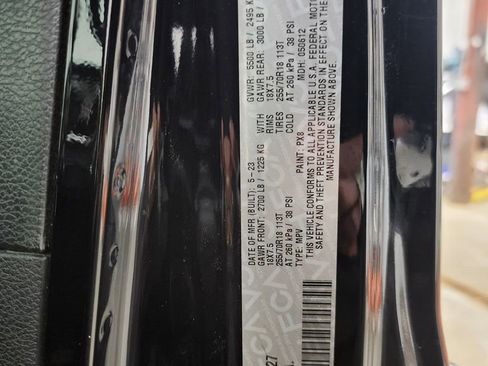 DATE OF MFR (BUILT): 5-23 GVWR: 5500 LB / 2495 KG
GAWR FRONT: 2700 LB / 1225 KG WITH GAWR REAR: 3000 LB /
18X7.5 RIMS 18X7.5
255/70R18 113T TIRES 255/70R18 113T
AT 260 kPa / 38 PSI COLD AT 260 kPa / 38 PSI
TYPE: MPV PAINT: PX8 MDH: 050612
THIS VEHICLE CONFORMS TO ALL APPLICABLE U.S.A. FEDERAL MOTOR
SAFETY AND THEFT PREVENTION STANDARDS IN EFFECT ON THE
MANUFACTURE SHOWN ABOVE.
27